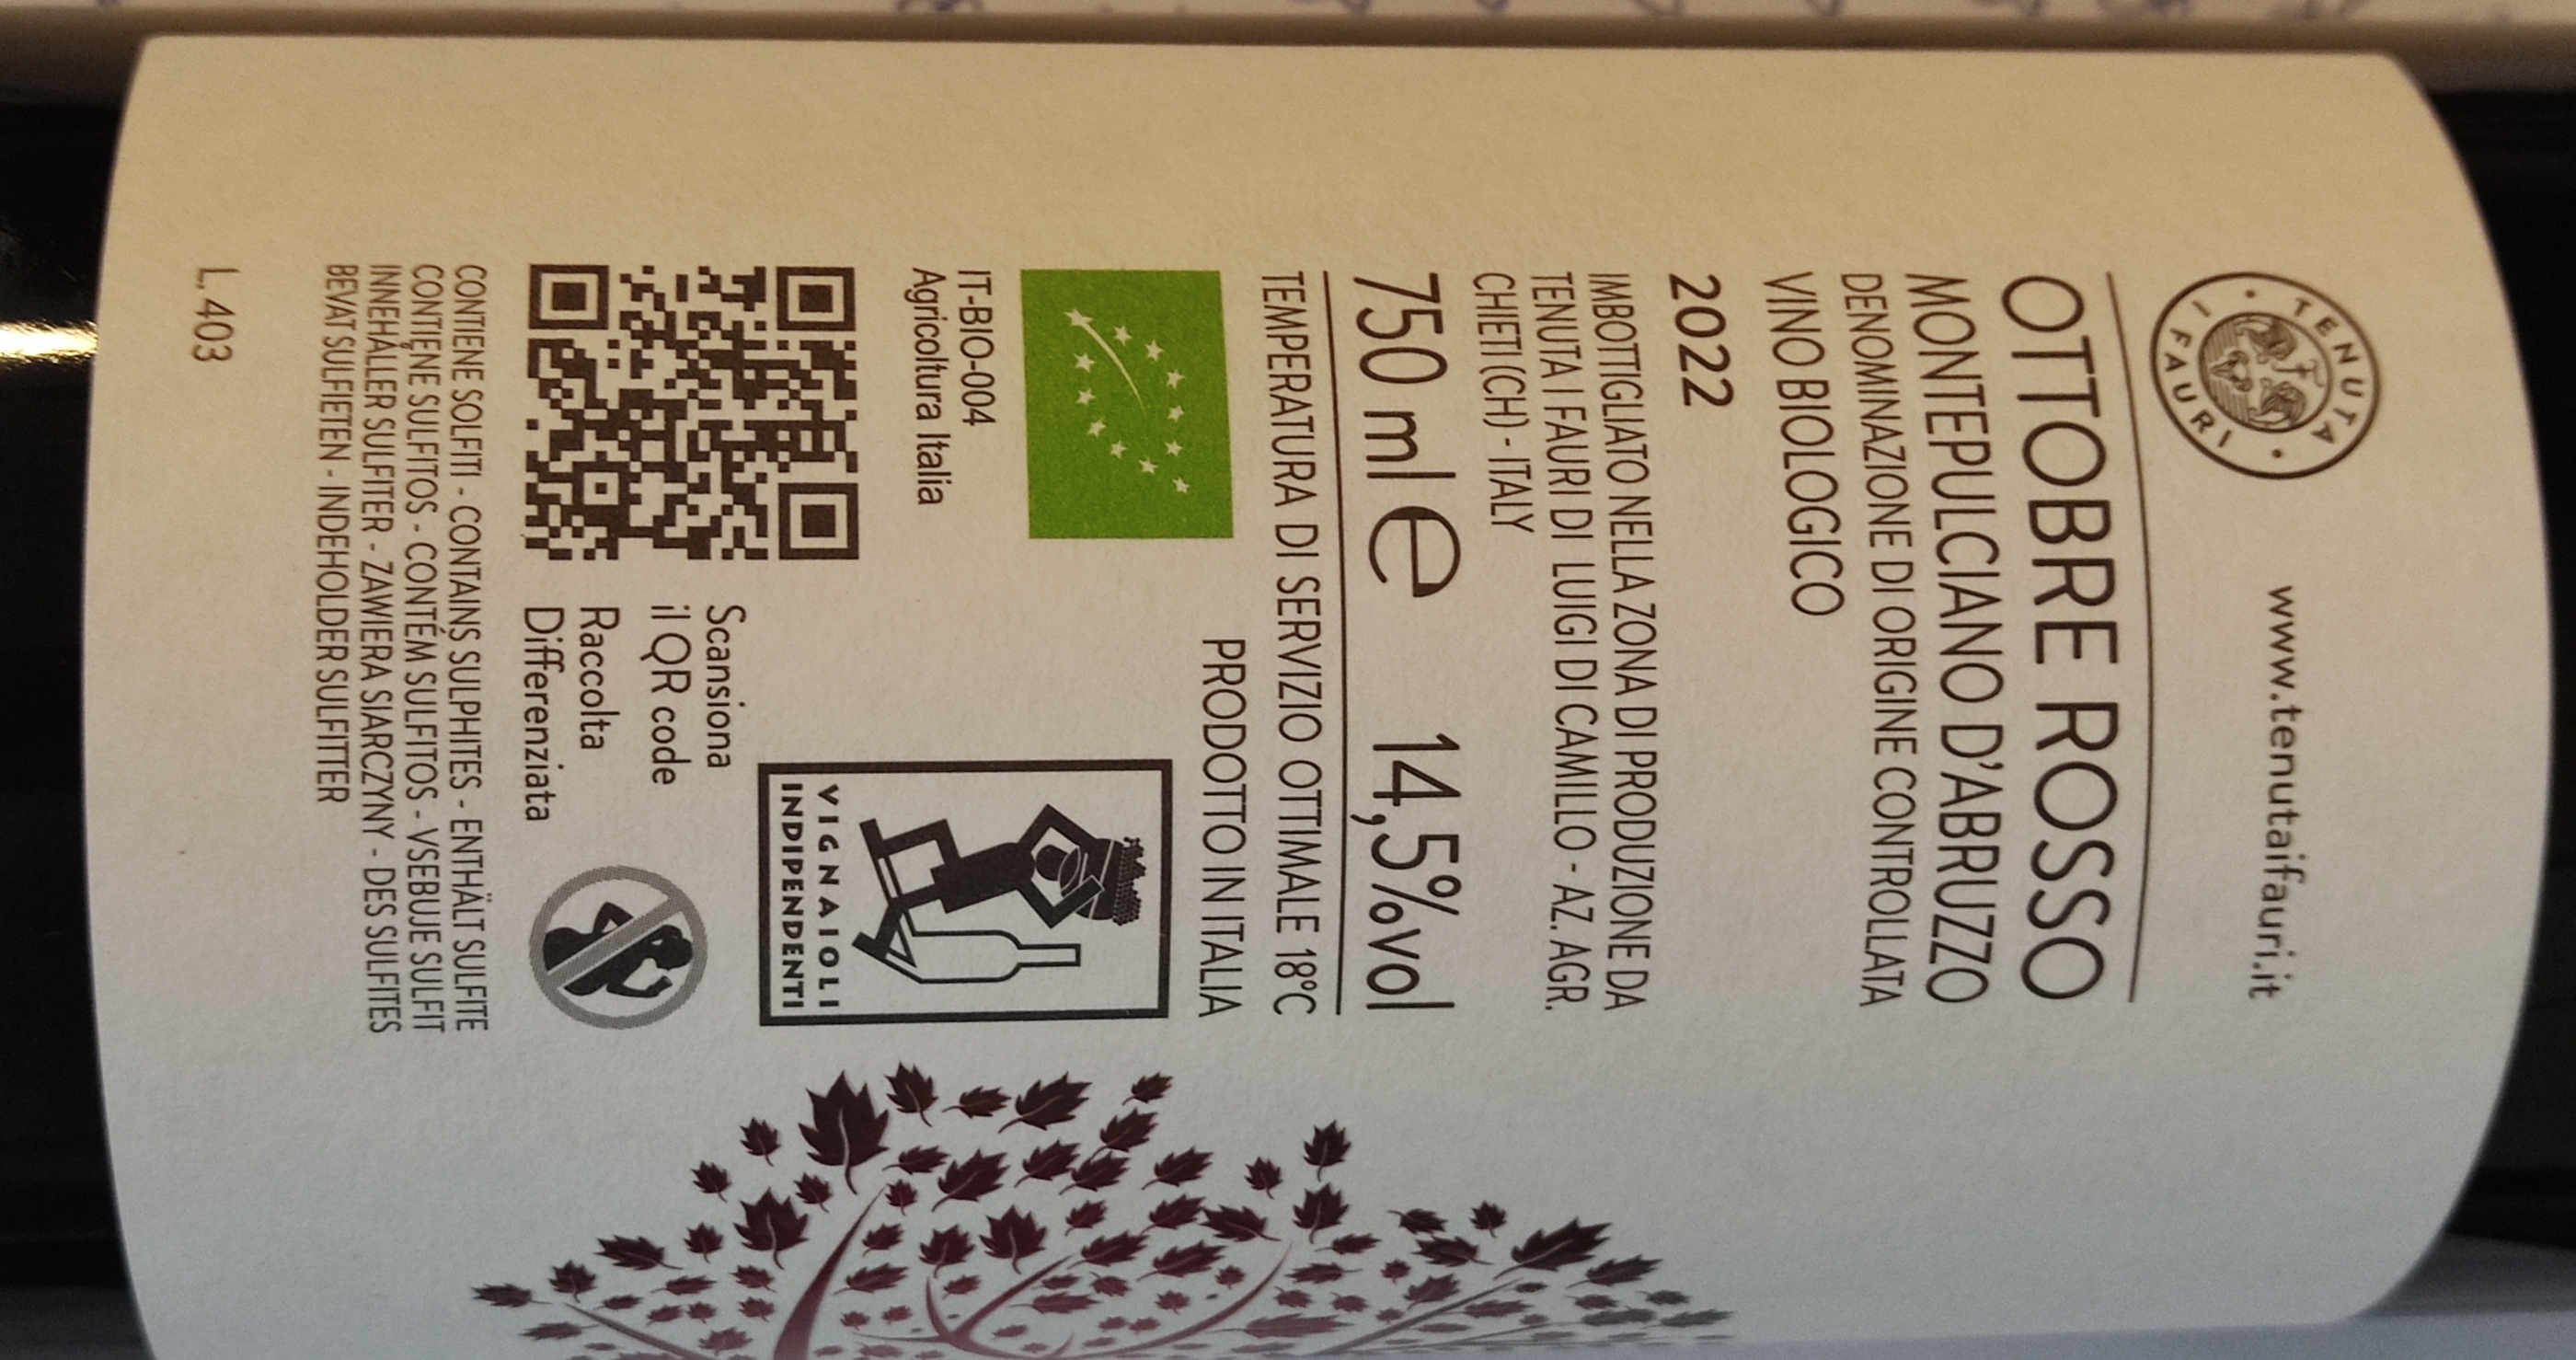 TENUTA I FAURI
www.tenutaifauri.it
OTTOBRE ROSSO
MONTEPULCIANO D'ABRUZZO
DENOMINAZIONE DI ORIGINE CONTROLLATA
VINO BIOLOGICO
2022
IMBOTTIGLIATO NELLA ZONA DI PRODUZIONE DA
TENUTA I FAURI DI LUIGI DI CAMILLO - AZ. AGR.
CHIETI (CH) - ITALY
750 ml e 14,5%vol
TEMPERATURA DI SERVIZIO OTTIMALE 18°C
PRODOTTO IN ITALIA
IT-BIO-004
Agricoltura Italia
VIGNAIOLI
INDIPENDENTI
Scansiona
il QR code
Raccolta
Differenziata
CONTIENE SOLFITI - CONTAINS SULPHITES - ENTHÄLT SULFITE
CONTIENE SULFITOS - CONTÉM SULFITOS - VSEBUJE SULFIT
INNEHÅLLER SULFITER - ZAWIERA SIARCZYNY - DES SULFITES
BEVAT SULFIETEN - INDEHOLDER SULFITTER
L. 403